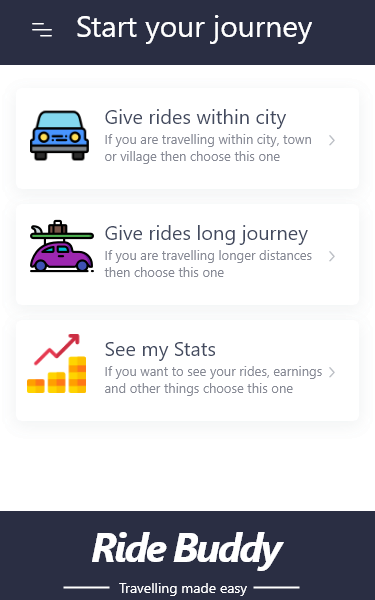 Start your journey
Give rides within city
If you are travelling within city, town
or village then choose this one
Give rides long journey
If you are travelling longer distances
then choose this one
See my Stats
If you want to see your rides, earnings
and other things choose this one
Ride Buddy
Travelling made easy